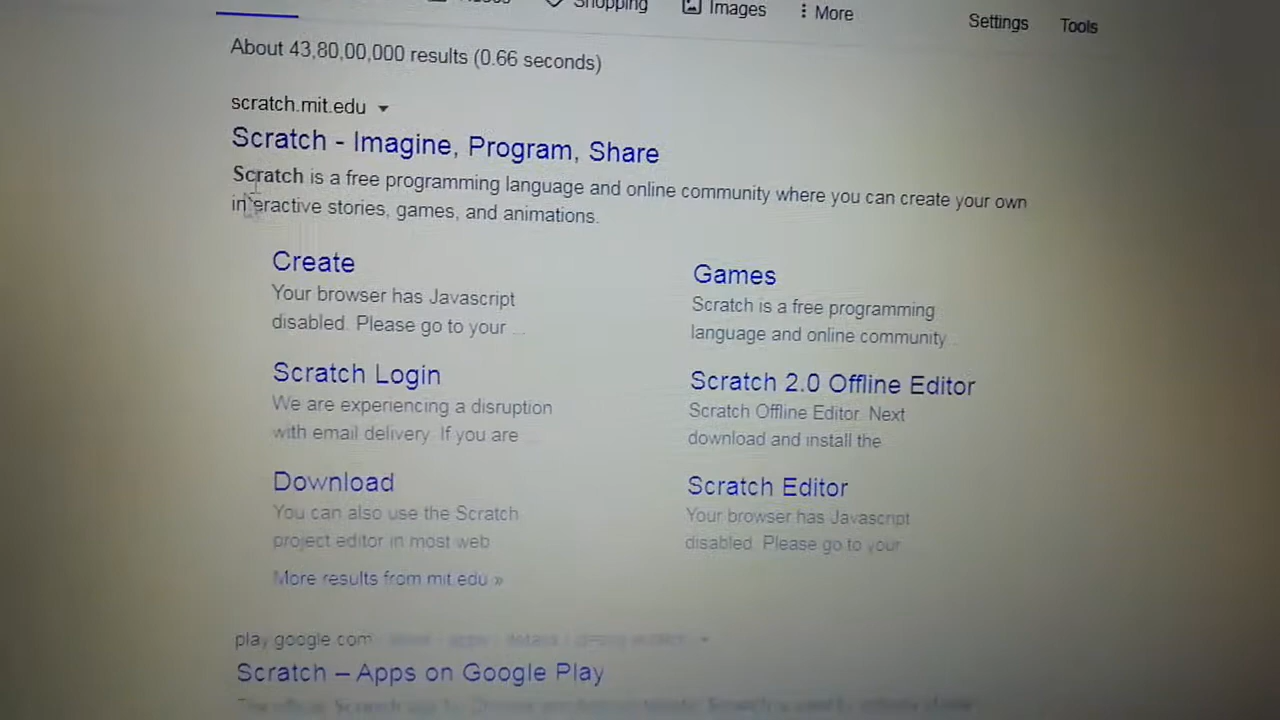 Shopping
Images
More
Settings
Tools
About 43,80,00,000 results (0.66 seconds)
scratch.mit.edu
Scratch - Imagine, Program, Share
Scratch is a free programming language and online community where you can create your own
interactive stories, games, and animations.
Create
Your browser has Javascript
disabled. Please go to your ...
Games
Scratch is a free programming
language and online community ...
Scratch Login
We are experiencing a disruption
with email delivery. If you are
Scratch 2.0 Offline Editor
Scratch Offline Editor. Next
download and install the
Download
You can also use the Scratch
project editor in most web
Scratch Editor
Your browser has Javascript
disabled. Please go to your
More results from mit.edu »
play.google.com
Scratch – Apps on Google Play